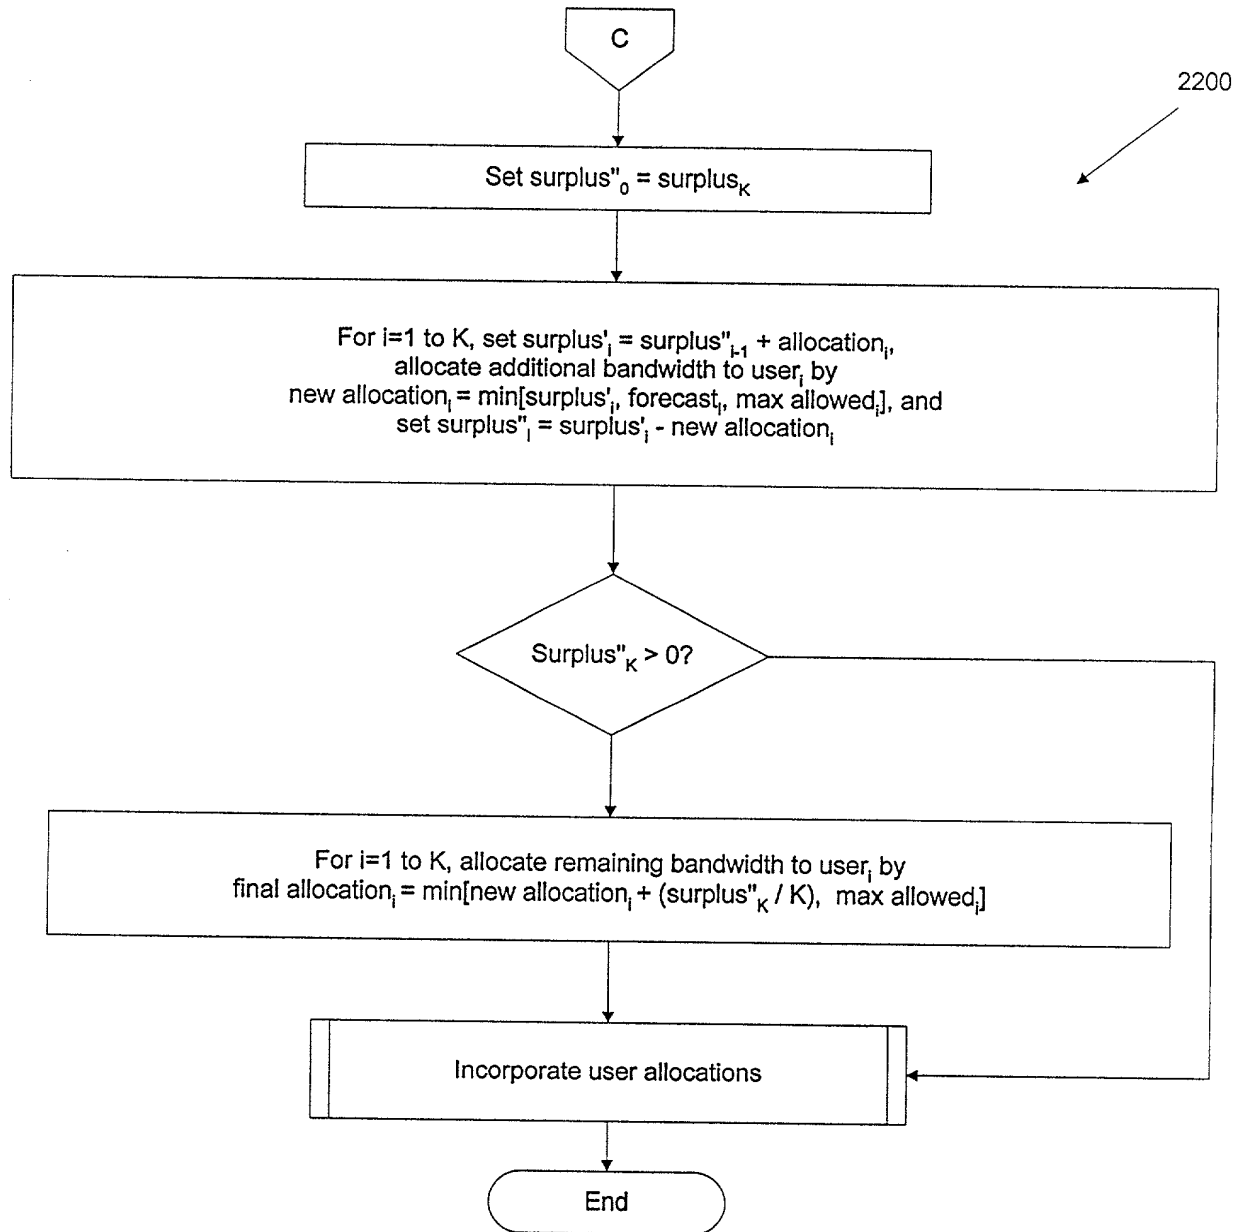 C
2200
Set surplus"₀ = surplusK
For i=1 to K, set surplus'ᵢ = surplus"ᵢ₋₁ + allocationᵢ,
allocate additional bandwidth to userᵢ by
new allocationᵢ = min[surplus'ᵢ, forecastᵢ, max allowedᵢ], and
set surplus"ᵢ = surplus'ᵢ - new allocationᵢ
Surplus"K > 0?
For i=1 to K, allocate remaining bandwidth to userᵢ by
final allocationᵢ = min[new allocationᵢ + (surplus"K / K), max allowedᵢ]
Incorporate user allocations
End